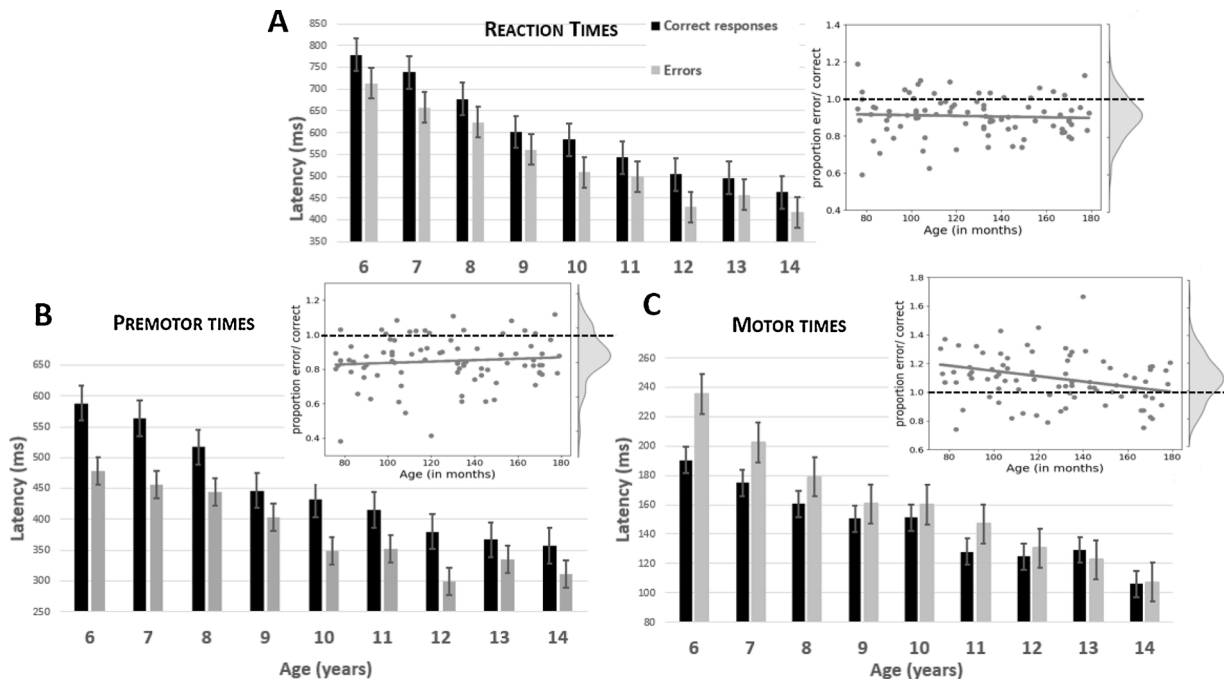 A
REACTION TIMES
Correct responses
Errors
Latency (ms)
850
800
750
700
650
600
550
500
450
400
350
6 7 8 9 10 11 12 13 14
proportion error/ correct
1.4
1.2
1.0
0.8
0.6
0.4
80 100 120 140 160 180
Age (in months)
B
PREMOTOR TIMES
Latency (ms)
650
600
550
500
450
400
350
300
250
6 7 8 9 10 11 12 13 14
Age (years)
proportion error/ correct
1.4
1.2
1.0
0.8
0.6
0.4
80 100 120 140 160 180
Age (in months)
C
MOTOR TIMES
Latency (ms)
260
240
220
200
180
160
140
120
100
80
6 7 8 9 10 11 12 13 14
Age (years)
proportion error/ correct
1.8
1.6
1.4
1.2
1.0
0.8
0.6
80 100 120 140 160 180
Age (in months)